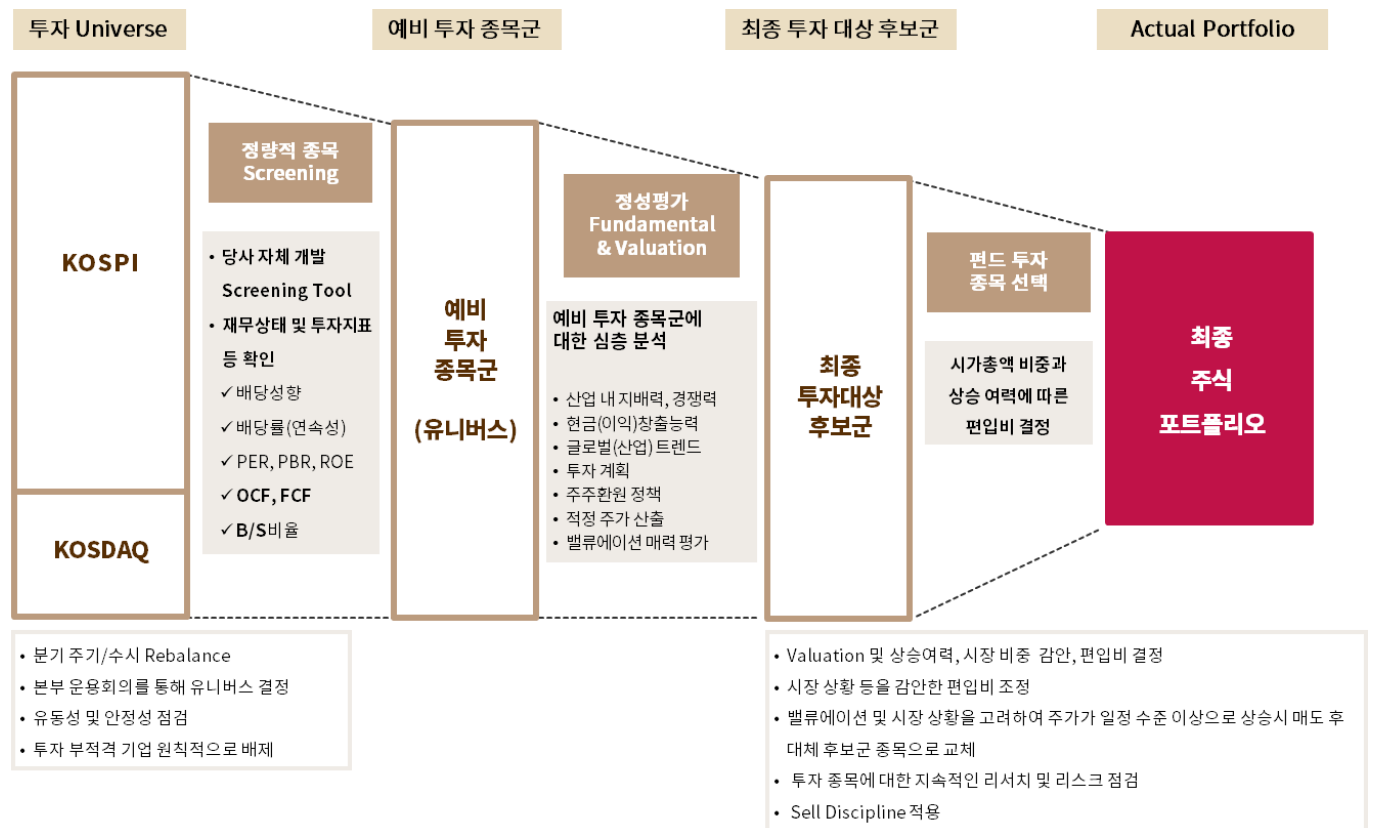 투자 Universe
예비 투자 종목군
최종 투자 대상 후보군
Actual Portfolio
KOSPI
KOSDAQ
정량적 종목
Screening
• 당사 자체 개발
Screening Tool
• 재무상태 및 투자지표
등 확인
✓배당성향
✓배당률(연속성)
✓PER, PBR, ROE
✓OCF, FCF
✓B/S비율
예비
투자
종목군
(유니버스)
정성평가
Fundamental
& Valuation
예비 투자 종목군에
대한 심층 분석
• 산업 내 지배력, 경쟁력
• 현금(이익)창출능력
• 글로벌(산업) 트렌드
• 투자 계획
• 주주환원 정책
• 적정 주가 산출
• 밸류에이션 매력 평가
최종
투자대상
후보군
펀드 투자
종목 선택
시가총액 비중과
상승 여력에 따른
편입비 결정
최종
주식
포트폴리오
• 분기 주기/수시 Rebalance
• 본부 운용회의를 통해 유니버스 결정
• 유동성 및 안정성 점검
• 투자 부적격 기업 원칙적으로 배제
• Valuation 및 상승여력, 시장 비중 감안, 편입비 결정
• 시장 상황 등을 감안한 편입비 조정
• 밸류에이션 및 시장 상황을 고려하여 주가가 일정 수준 이상으로 상승시 매도 후
대체 후보군 종목으로 교체
• 투자 종목에 대한 지속적인 리서치 및 리스크 점검
• Sell Discipline 적용